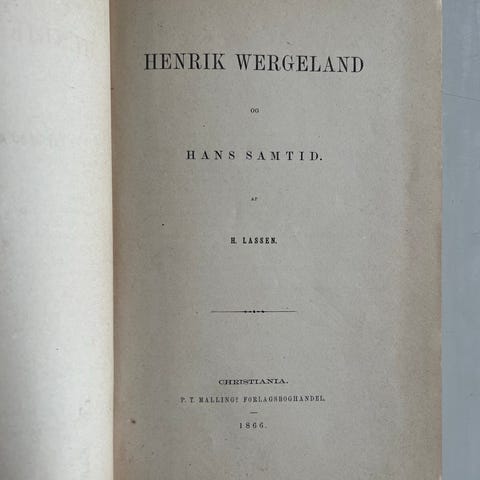 HENRIK WERGELAND
OG
HANS SAMTID.
AF
H. LASSEN.
CHRISTIANIA.
P. T. MALLINGS FORLAGSBOGHANDEL.
1866.